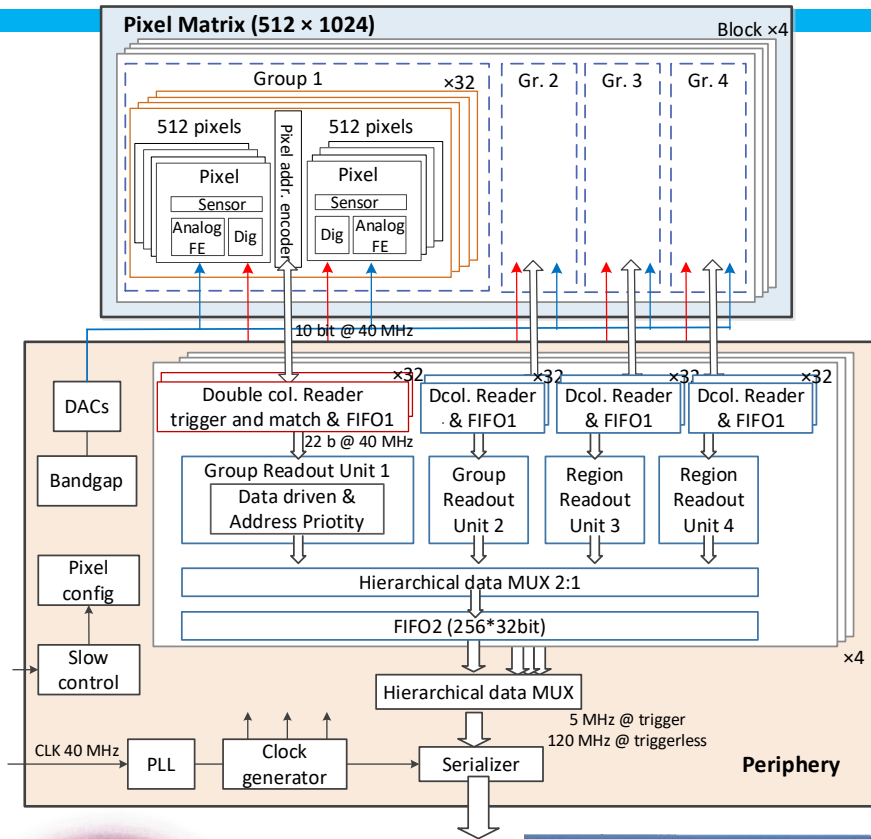 Pixel Matrix (512 × 1024)
Block ×4
Group 1
×32
Gr. 2
Gr. 3
Gr. 4
512 pixels
Pixel addr. encoder
512 pixels
Pixel
Pixel
Sensor
Sensor
Analog
FE
Dig
Dig
Analog
FE
10 bit @ 40 MHz
×32
×32
×32
×32
DACs
Double col. Reader
trigger and match & FIFO1
Dcol. Reader
& FIFO1
Dcol. Reader
& FIFO1
Dcol. Reader
& FIFO1
22 b @ 40 MHz
Bandgap
Group Readout Unit 1
Data driven &
Address Priotity
Group
Readout
Unit 2
Region
Readout
Unit 3
Region
Readout
Unit 4
Pixel
config
Hierarchical data MUX 2:1
FIFO2 (256*32bit)
Slow
control
×4
Hierarchical data MUX
5 MHz @ trigger
120 MHz @ triggerless
CLK 40 MHz
PLL
Clock
generator
Serializer
Periphery